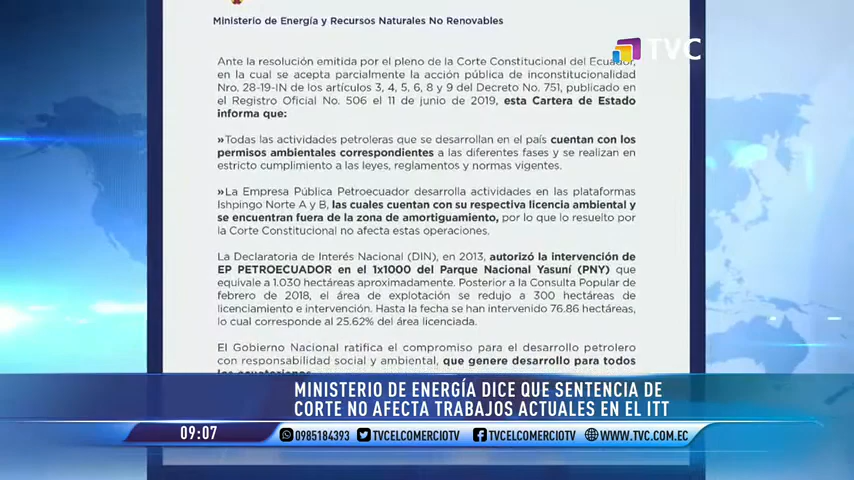 Ministerio de Energía y Recursos Naturales No Renovables
TVC
Ante la resolución emitida por el pleno de la Corte Constitucional del Ecuador,
en la cual se acepta parcialmente la acción pública de inconstitucionalidad
Nro. 28-19-IN de los artículos 3, 4, 5, 6, 8 y 9 del Decreto No. 751, publicado en
el Registro Oficial No. 506 el 11 de junio de 2019, esta Cartera de Estado
informa que:
»Todas las actividades petroleras que se desarrollan en el país cuentan con los
permisos ambientales correspondientes a las diferentes fases y se realizan en
estricto cumplimiento a las leyes, reglamentos y normas vigentes.
»La Empresa Pública Petroecuador desarrolla actividades en las plataformas
Ishpingo Norte A y B, las cuales cuentan con su respectiva licencia ambiental y
se encuentran fuera de la zona de amortiguamiento, por lo que lo resuelto por
la Corte Constitucional no afecta estas operaciones.
La Declaratoria de Interés Nacional (DIN), en 2013, autorizó la intervención de
EP PETROECUADOR en el 1x1000 del Parque Nacional Yasuní (PNY) que
equivale a 1.030 hectáreas aproximadamente. Posterior a la Consulta Popular de
febrero de 2018, el área de explotación se redujo a 300 hectáreas de
licenciamiento e intervención. Hasta la fecha se han intervenido 76.86 hectáreas,
lo cual corresponde al 25.62% del área licenciada.
El Gobierno Nacional ratifica el compromiso para el desarrollo petrolero
con responsabilidad social y ambiental, que genere desarrollo para todos
MINISTERIO DE ENERGÍA DICE QUE SENTENCIA DE
CORTE NO AFECTA TRABAJOS ACTUALES EN EL ITT
09:07 0985184393 TVCELCOMERCIOTV TVCELCOMERCIOTV WWW.TVC.COM.EC